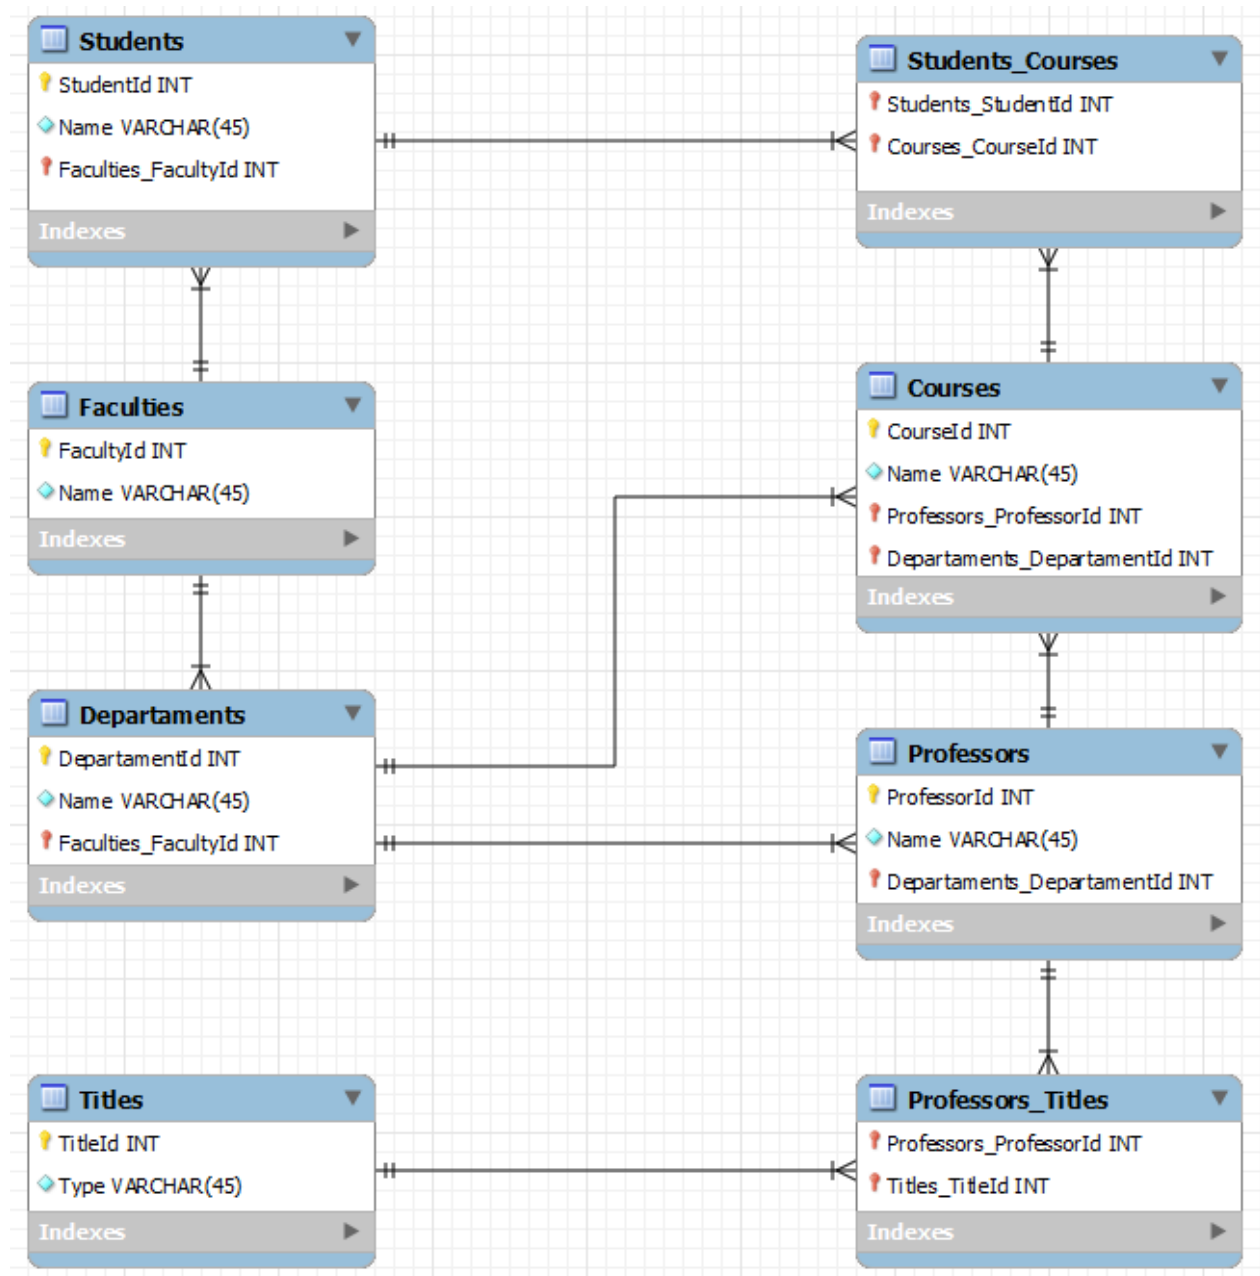 Students
StudentId INT
Name VARCHAR(45)
Faculties_FacultyId INT
Indexes
Students_Courses
Students_StudentId INT
Courses_CourseId INT
Indexes
Faculties
FacultyId INT
Name VARCHAR(45)
Indexes
Courses
CourseId INT
Name VARCHAR(45)
Professors_ProfessorId INT
Departaments_DepartamentId INT
Indexes
Departaments
DepartamentId INT
Name VARCHAR(45)
Faculties_FacultyId INT
Indexes
Professors
ProfessorId INT
Name VARCHAR(45)
Departaments_DepartamentId INT
Indexes
Titles
TitleId INT
Type VARCHAR(45)
Indexes
Professors_Titles
Professors_ProfessorId INT
Titles_TitleId INT
Indexes